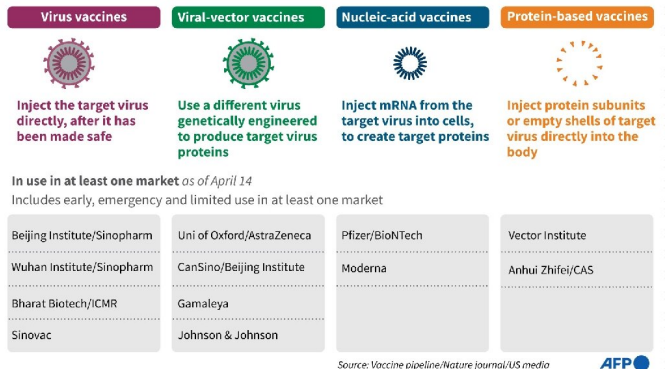 Virus vaccines
Viral-vector vaccines
Nucleic-acid vaccines
Protein-based vaccines
Inject the target virus
directly, after it has
been made safe
Use a different virus
genetically engineered
to produce target virus
proteins
Inject mRNA from the
target virus into cells,
to create target proteins
Inject protein subunits
or empty shells of target
virus directly into the
body
In use in at least one market as of April 14
Includes early, emergency and limited use in at least one market
Beijing Institute/Sinopharm
Wuhan Institute/Sinopharm
Bharat Biotech/ICMR
Sinovac
Uni of Oxford/AstraZeneca
CanSino/Beijing Institute
Gamaleya
Johnson & Johnson
Pfizer/BioNTech
Moderna
Vector Institute
Anhui Zhifei/CAS
Source: Vaccine pipeline/Nature journal/US media
AFP